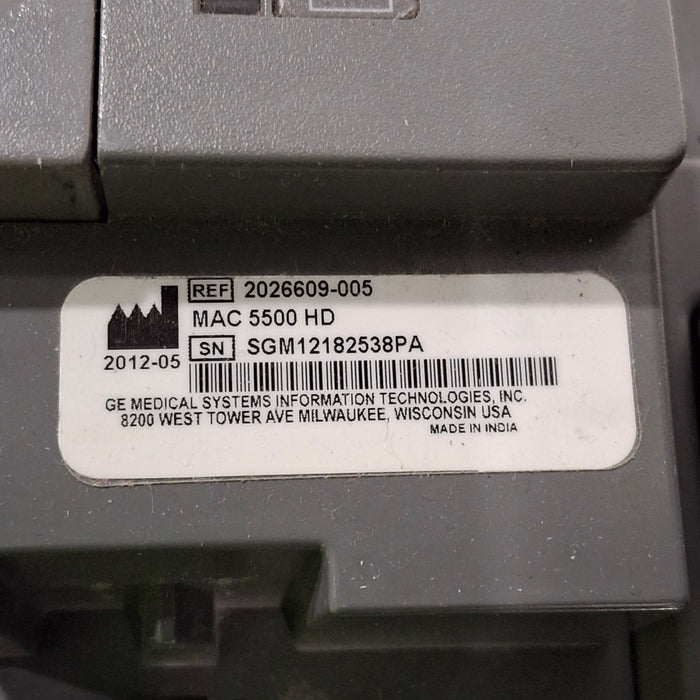 REF 2026609-005
MAC 5500 HD
2012-05
SN SGM12182538PA
GE MEDICAL SYSTEMS INFORMATION TECHNOLOGIES, INC.
8200 WEST TOWER AVE MILWAUKEE, WISCONSIN USA
MADE IN INDIA